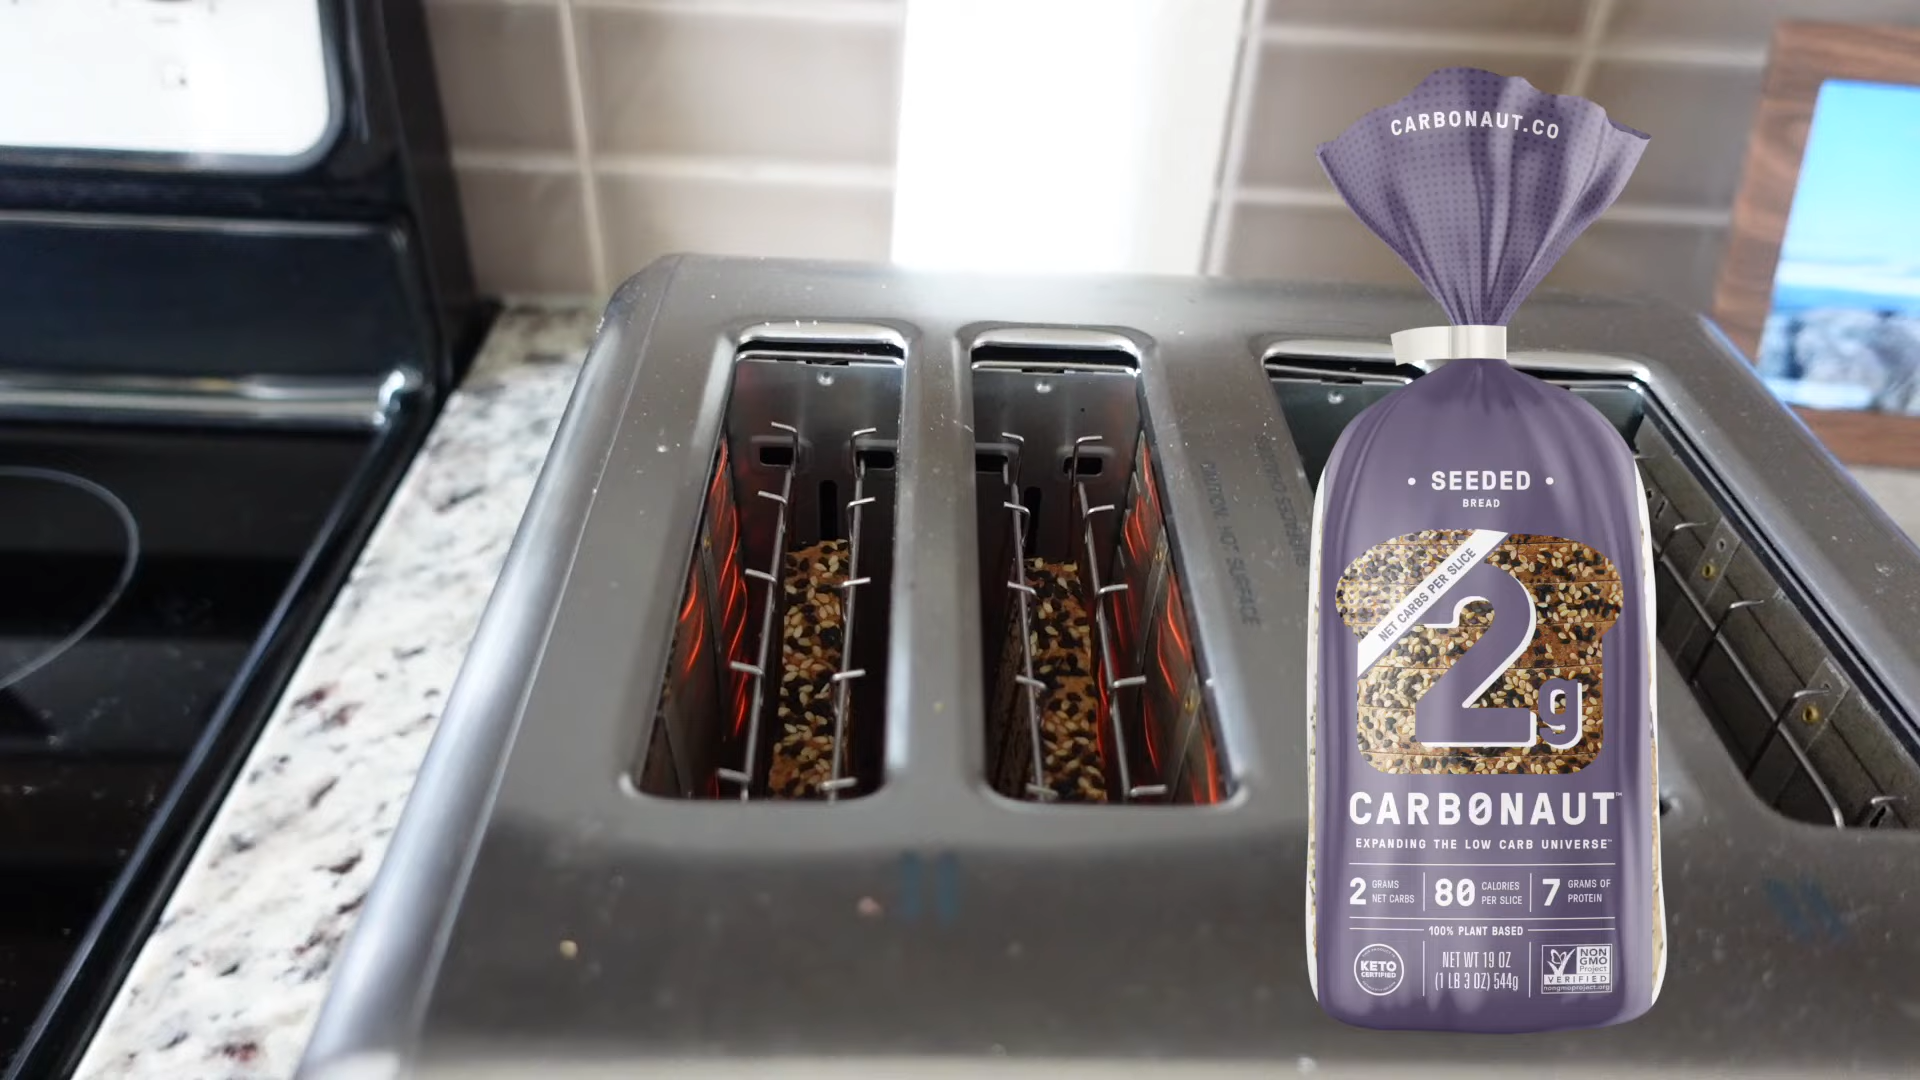 CARBONAUT.CO
• SEEDED •
BREAD
NET CARBS PER SLICE
2g
CARBONAUT™
EXPANDING THE LOW CARB UNIVERSE™
2 GRAMS NET CARBS
80 CALORIES PER SLICE
7 GRAMS OF PROTEIN
100% PLANT BASED
KETO CERTIFIED
NET WT 19 OZ
(1 LB 3 OZ) 544g
NON GMO Project
VERIFIED
nongmoproject.org
HOT SURFACE